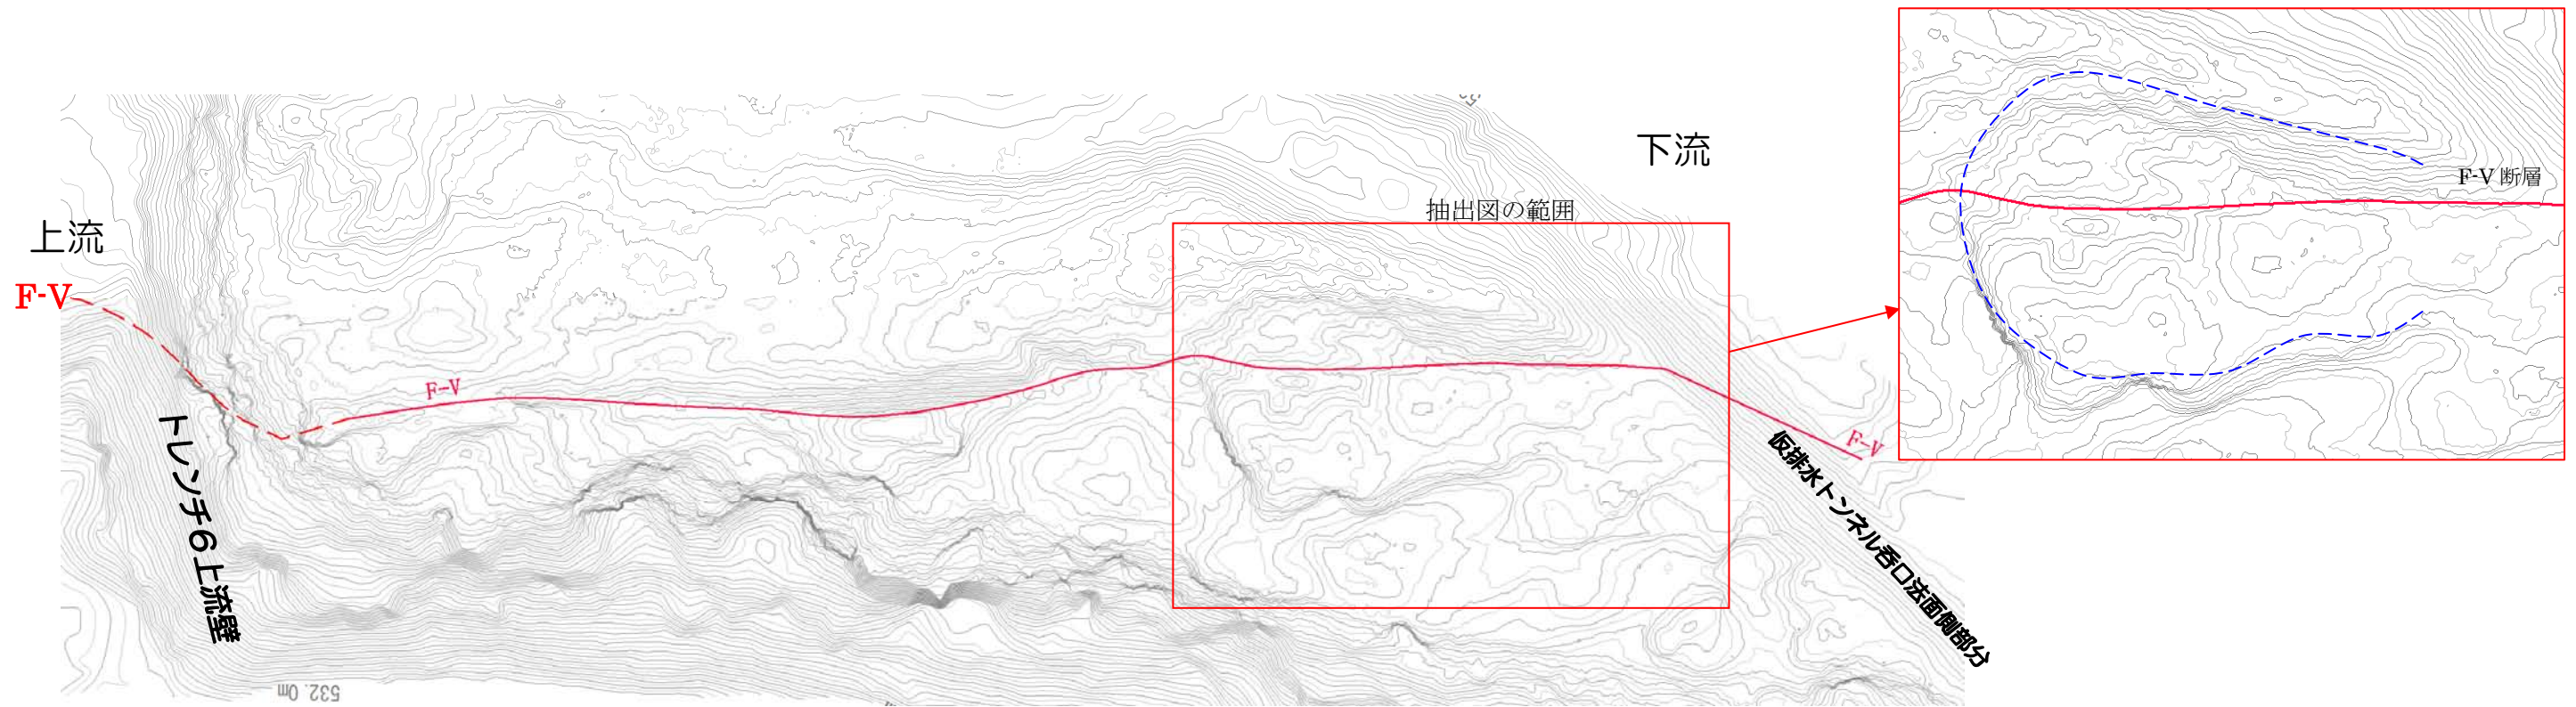 下流
F-V 断層
抽出図の範囲
上流
F-V
F-V
トレンチ6上流壁
F-V
仮排水トンネル呑口法面側部分
532.0m